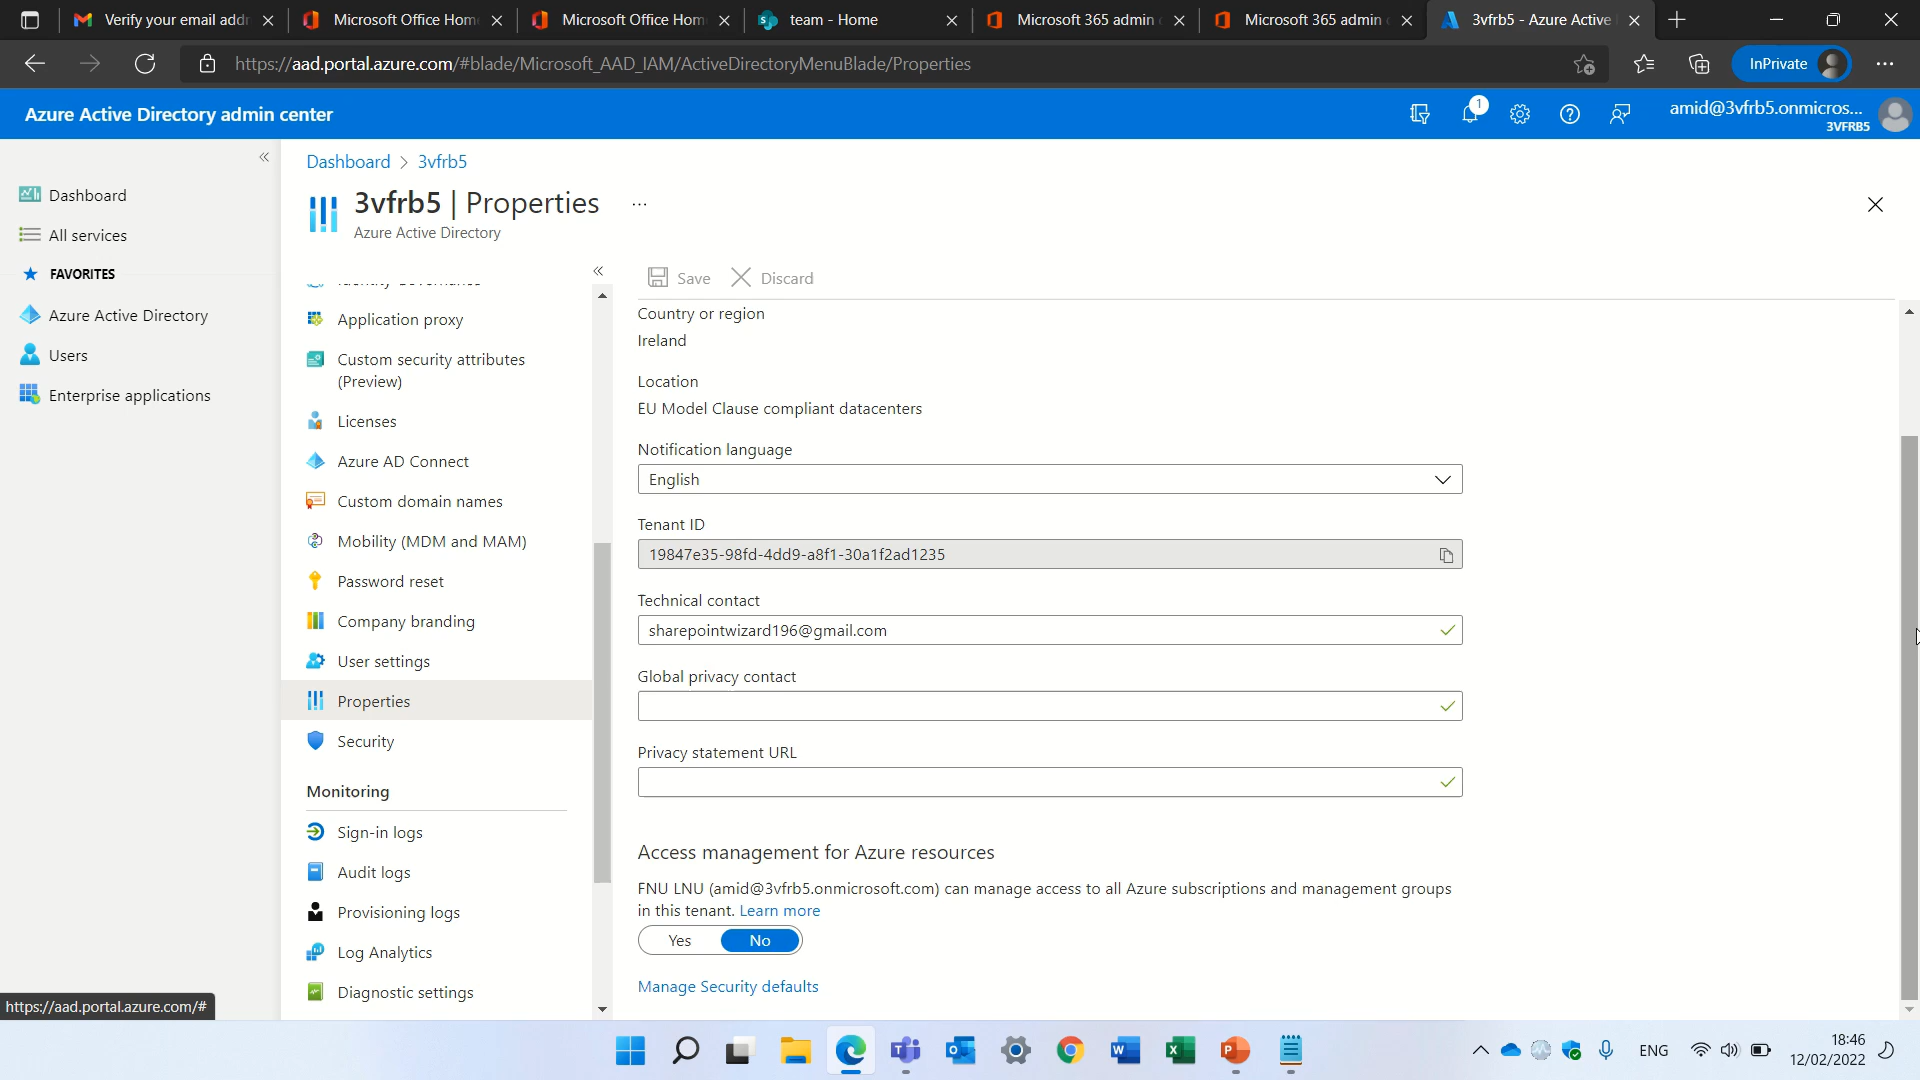 Verify your email addr
Microsoft Office Hom
Microsoft Office Hom
team - Home
Microsoft 365 admin
Microsoft 365 admin
3vfrb5 - Azure Active
https://aad.portal.azure.com/#blade/Microsoft_AAD_IAM/ActiveDirectoryMenuBlade/Properties
InPrivate
Azure Active Directory admin center
1
amid@3vfrb5.onmicros...
3VFRB5
Dashboard
All services
FAVORITES
Azure Active Directory
Users
Enterprise applications
Dashboard > 3vfrb5
3vfrb5 | Properties ...
Azure Active Directory
Application proxy
Custom security attributes
(Preview)
Licenses
Azure AD Connect
Custom domain names
Mobility (MDM and MAM)
Password reset
Company branding
User settings
Properties
Security
Monitoring
Sign-in logs
Audit logs
Provisioning logs
Log Analytics
Diagnostic settings
Save Discard
Country or region
Ireland
Location
EU Model Clause compliant datacenters
Notification language
English
Tenant ID
19847e35-98fd-4dd9-a8f1-30a1f2ad1235
Technical contact
sharepointwizard196@gmail.com
Global privacy contact
Privacy statement URL
Access management for Azure resources
FNU LNU (amid@3vfrb5.onmicrosoft.com) can manage access to all Azure subscriptions and management groups
in this tenant. Learn more
Yes No
Manage Security defaults
https://aad.portal.azure.com/#
ENG
18:46
12/02/2022